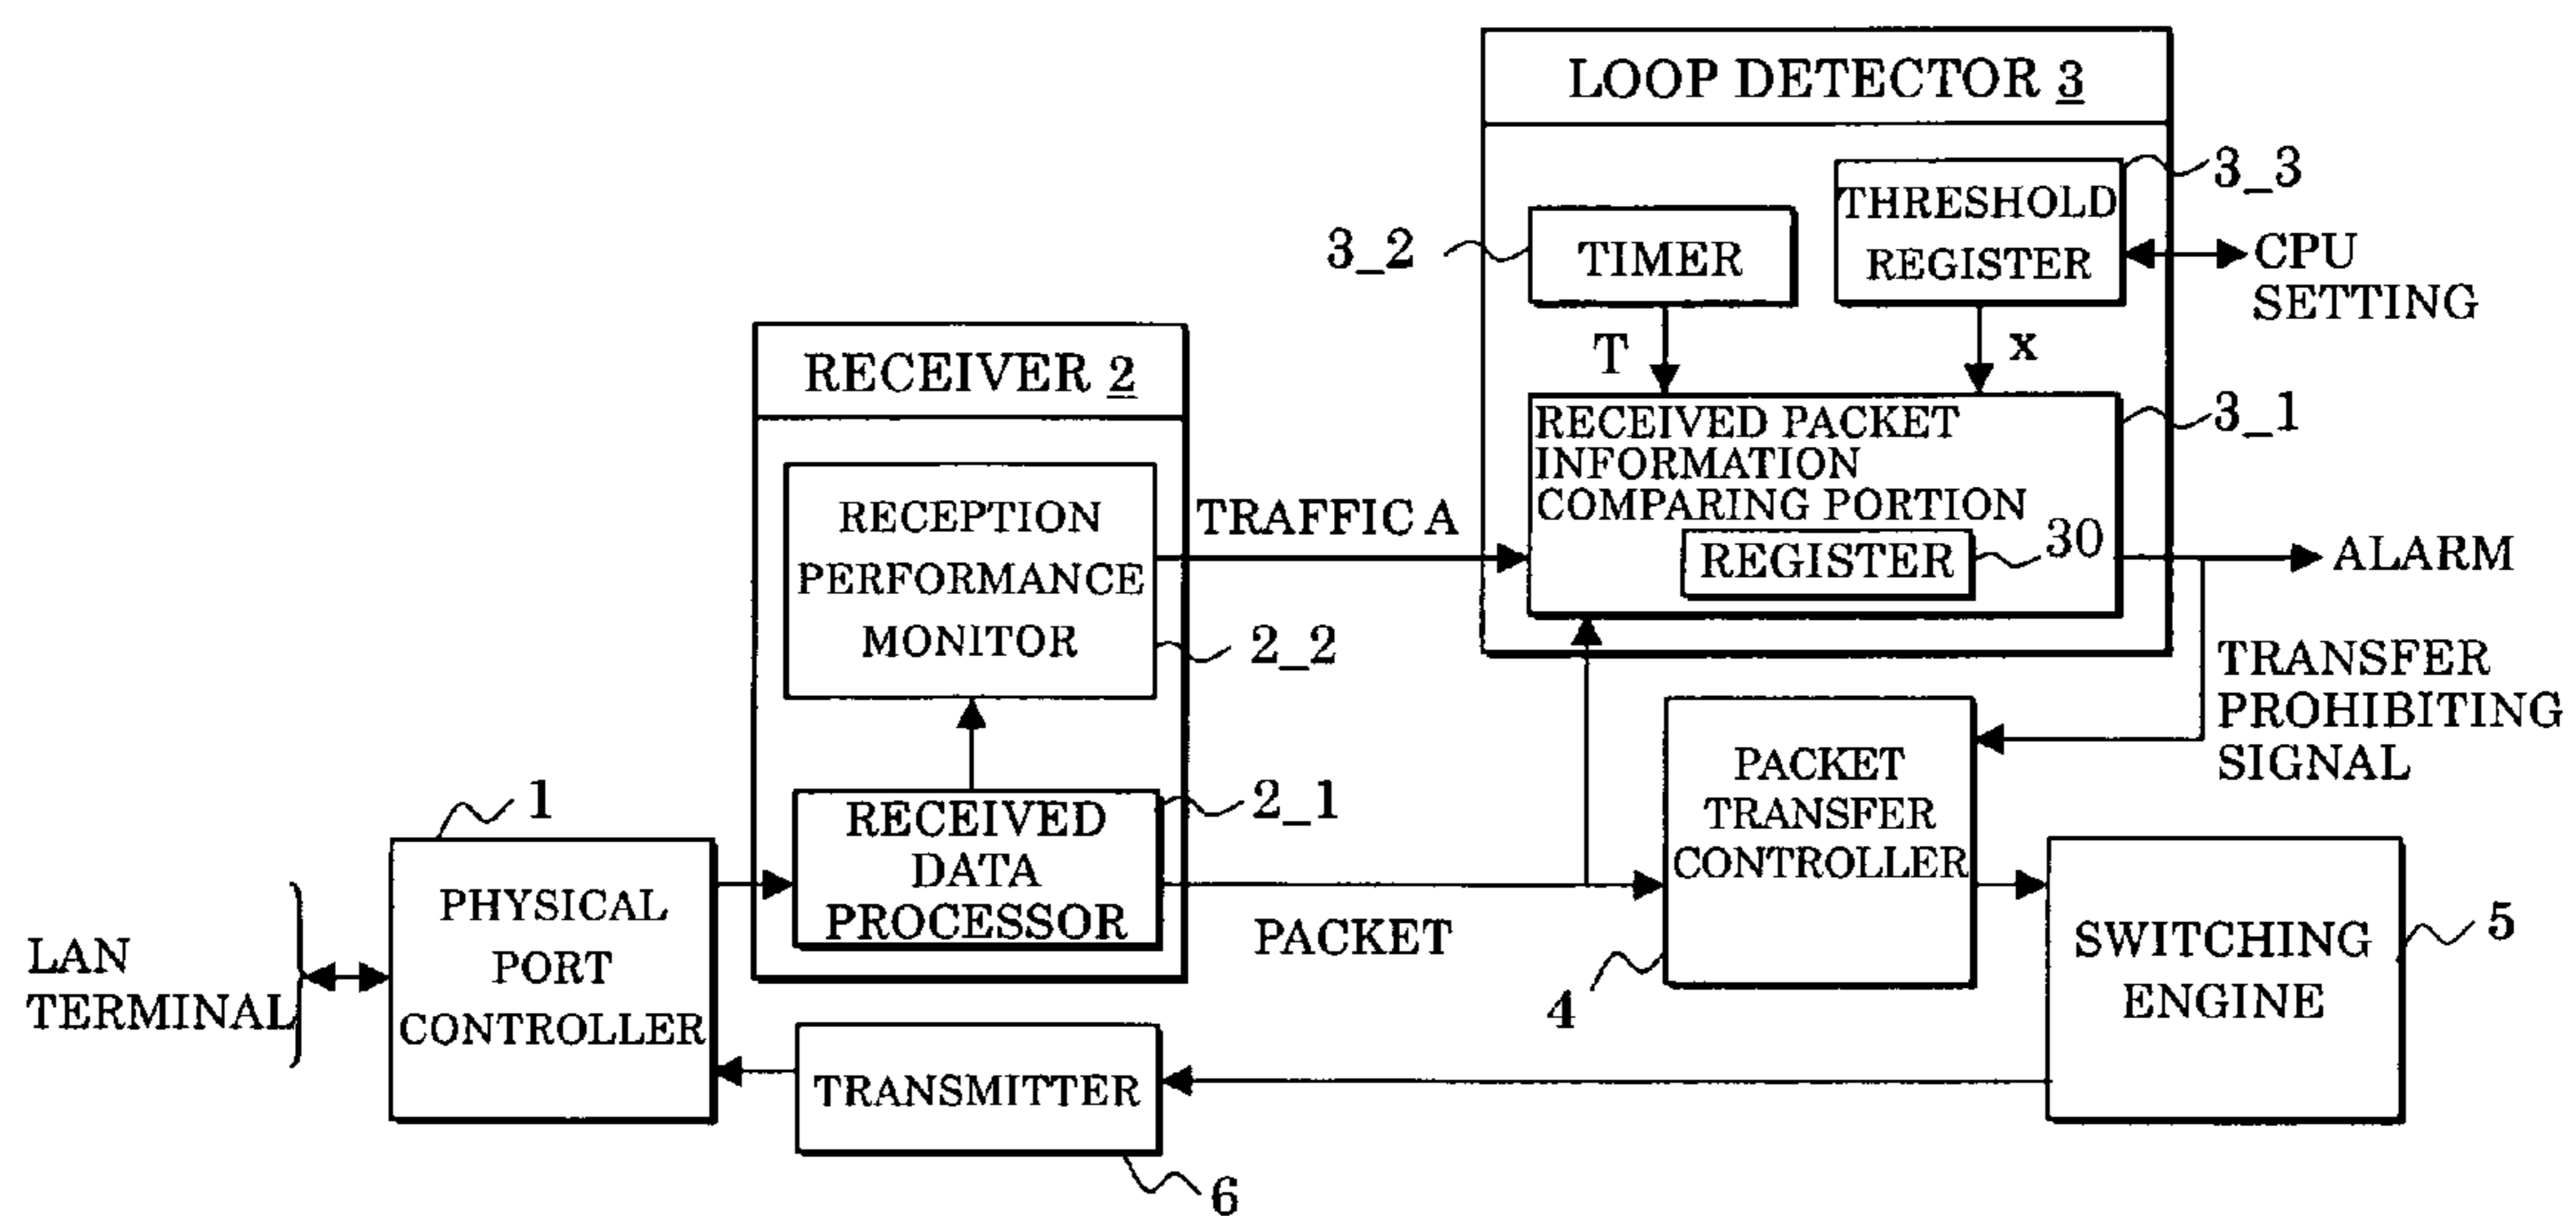 LOOP DETECTOR 3
3_3
THRESHOLD
REGISTER
3_2
TIMER
CPU
SETTING
T
x
RECEIVER 2
3_1
RECEIVED PACKET
INFORMATION
COMPARING PORTION
REGISTER
30
RECEPTION
PERFORMANCE
MONITOR
TRAFFIC A
ALARM
2_2
TRANSFER
PROHIBITING
SIGNAL
PACKET
TRANSFER
CONTROLLER
1
2_1
RECEIVED
DATA
PROCESSOR
PHYSICAL
PORT
CONTROLLER
PACKET
LAN
TERMINAL
4
SWITCHING
ENGINE
5
TRANSMITTER
6